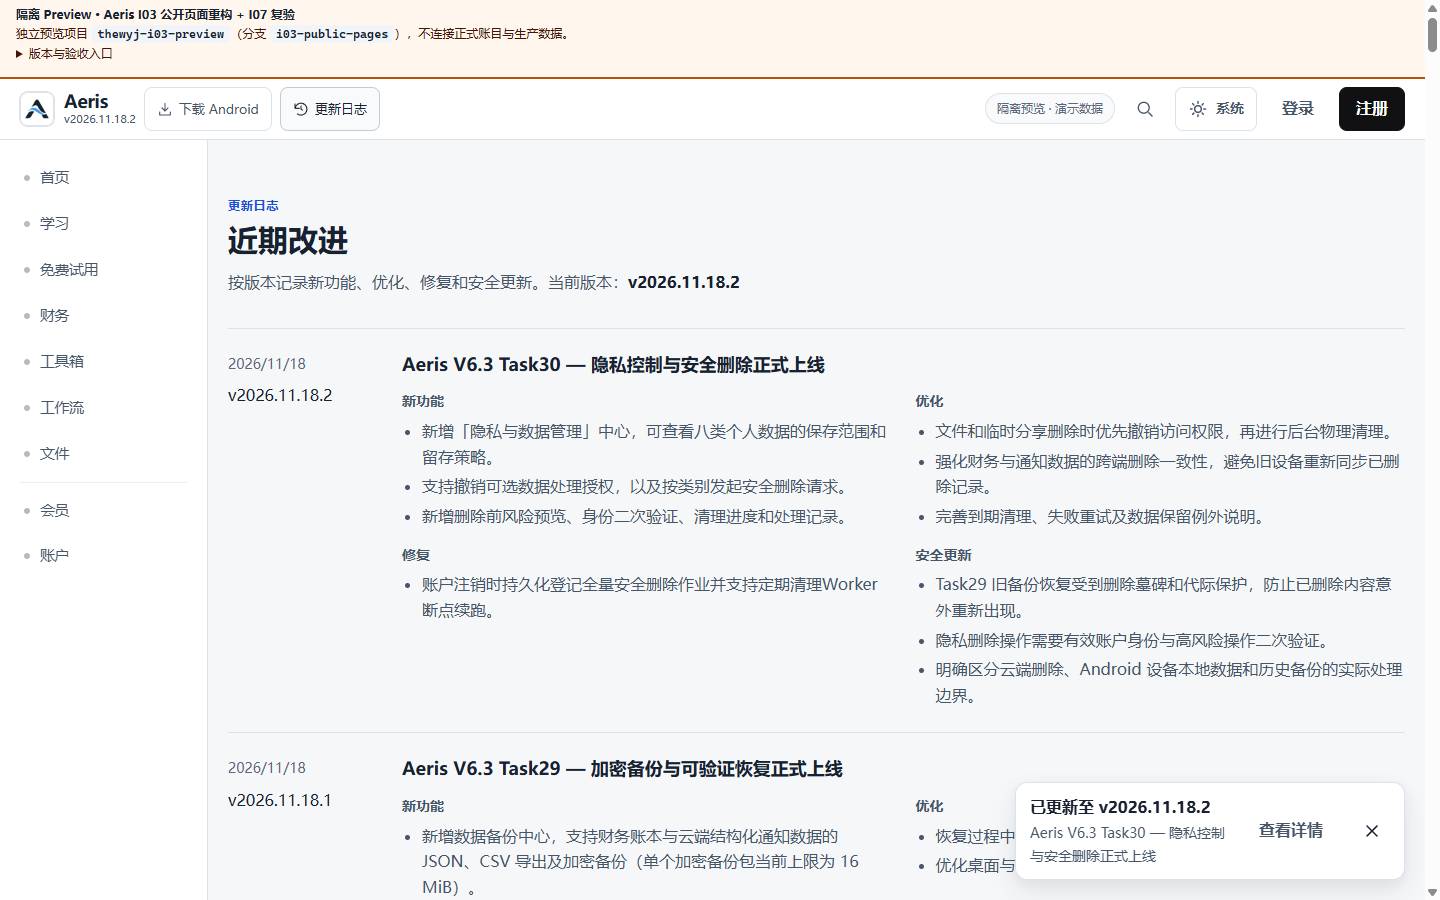 隔离 Preview • Aeris I03 公开页面重构 + I07 复验
独立预览项目 thewyj-i03-preview （分支 i03-public-pages ），不连接正式账目与生产数据。
▶ 版本与验收入口
Aeris
v2026.11.18.2
下载 Android
更新日志
隔离预览 · 演示数据
系统
登录
注册
首页
学习
免费试用
财务
工具箱
工作流
文件
会员
账户
更新日志
近期改进
按版本记录新功能、优化、修复和安全更新。当前版本：v2026.11.18.2
2026/11/18
v2026.11.18.2
Aeris V6.3 Task30 — 隐私控制与安全删除正式上线
新功能
• 新增「隐私与数据管理」中心，可查看八类个人数据的保存范围和
留存策略。
• 支持撤销可选数据处理授权，以及按类别发起安全删除请求。
• 新增删除前风险预览、身份二次验证、清理进度和处理记录。
优化
• 文件和临时分享删除时优先撤销访问权限，再进行后台物理清理。
• 强化财务与通知数据的跨端删除一致性，避免旧设备重新同步已删
除记录。
• 完善到期清理、失败重试及数据保留例外说明。
修复
• 账户注销时持久化登记全量安全删除作业并支持定期清理Worker
断点续跑。
安全更新
• Task29 旧备份恢复受到删除墓碑和代际保护，防止已删除内容意
外重新出现。
• 隐私删除操作需要有效账户身份与高风险操作二次验证。
• 明确区分云端删除、Android 设备本地数据和历史备份的实际处理
边界。
2026/11/18
v2026.11.18.1
Aeris V6.3 Task29 — 加密备份与可验证恢复正式上线
新功能
• 新增数据备份中心，支持财务账本与云端结构化通知数据的
JSON、CSV 导出及加密备份（单个加密备份包当前上限为 16
MiB）。
优化
• 恢复过程中
• 优化桌面与
已更新至 v2026.11.18.2
Aeris V6.3 Task30 — 隐私控制
与安全删除正式上线
查看详情